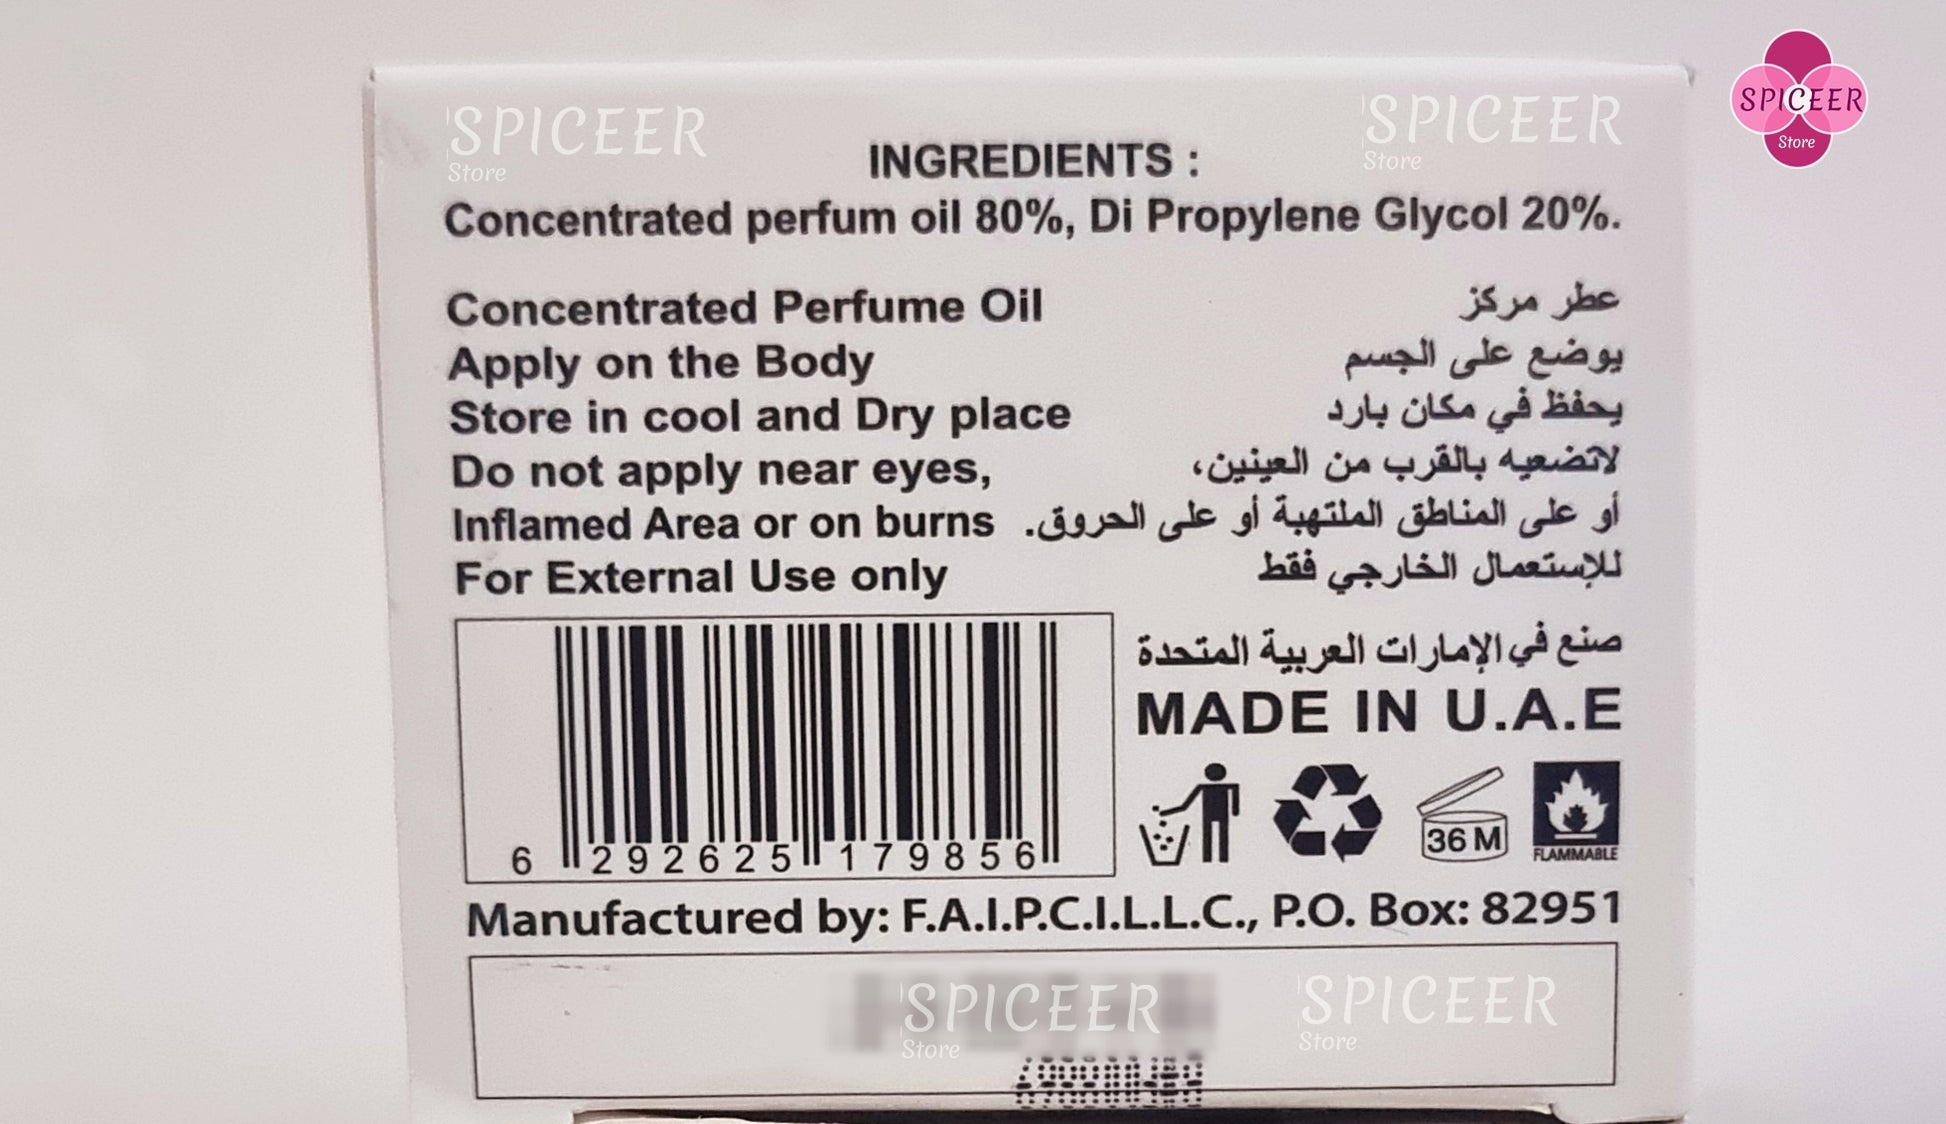 SPICEER
Store
SPICEER
Store
SPICEER
Store
INGREDIENTS :
Concentrated perfum oil 80%, Di Propylene Glycol 20%.
Concentrated Perfume Oil
عطر مركز
Apply on the Body
يوضع على الجسم
Store in cool and Dry place
يحفظ في مكان بارد
Do not apply near eyes,
لاتضعيه بالقرب من العينين،
Inflamed Area or on burns
أو على المناطق الملتهبة أو على الحروق.
For External Use only
للإستعمال الخارجي فقط
صنع في الإمارات العربية المتحدة
MADE IN U.A.E
36 M
FLAMMABLE
6 292625 179856
Manufactured by: F.A.I.P.C.I.L.L.C., P.O. Box: 82951
SPICEER
Store
SPICEER
Store